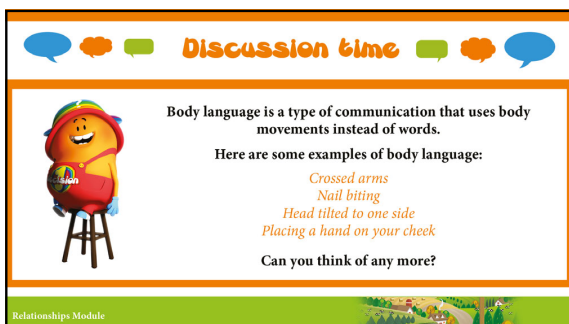 Discussion time
Body language is a type of communication that uses body
movements instead of words.
Here are some examples of body language:
Crossed arms
Nail biting
Head tilted to one side
Placing a hand on your cheek
Can you think of any more?
Relationships Module